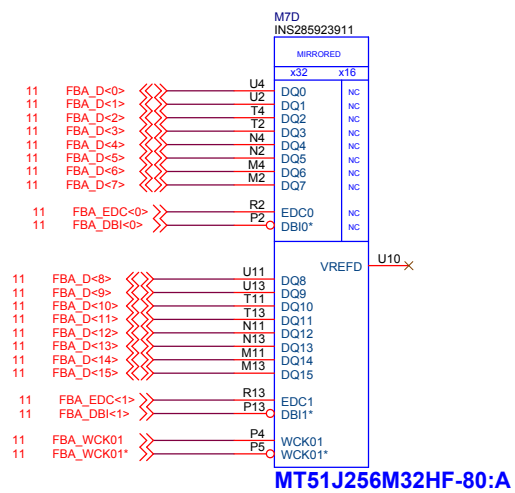 M7D
INS285923911
MIRRORED
x32 x16
11 FBA_D<0> U4 DQ0 NC
11 FBA_D<1> U2 DQ1 NC
11 FBA_D<2> T4 DQ2 NC
11 FBA_D<3> T2 DQ3 NC
11 FBA_D<4> N4 DQ4 NC
11 FBA_D<5> N2 DQ5 NC
11 FBA_D<6> M4 DQ6 NC
11 FBA_D<7> M2 DQ7 NC
11 FBA_EDC<0> R2 EDC0 NC
11 FBA_DBI<0> P2 DBI0* NC
VREFD U10
11 FBA_D<8> U11 DQ8
11 FBA_D<9> U13 DQ9
11 FBA_D<10> T11 DQ10
11 FBA_D<11> T13 DQ11
11 FBA_D<12> N11 DQ12
11 FBA_D<13> N13 DQ13
11 FBA_D<14> M11 DQ14
11 FBA_D<15> M13 DQ15
11 FBA_EDC<1> R13 EDC1
11 FBA_DBI<1> P13 DBI1*
11 FBA_WCK01 P4 WCK01
11 FBA_WCK01* P5 WCK01*
MT51J256M32HF-80:A